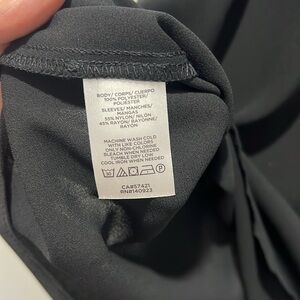 BODY/ CORPS/ CUERPO
100% POLYESTER/
POLIÉSTER
SLEEVES/ MANCHES/
MANGAS
55% NYLON/ NILÓN
45% RAYON/ RAYONNE/
RAYÓN
MACHINE WASH COLD
WITH LIKE COLORS
ONLY NON-CHLORINE
BLEACH WHEN NEEDED
TUMBLE DRY LOW
COOL IRON WHEN NEEDED
30
P
CA#57421
RN#140923